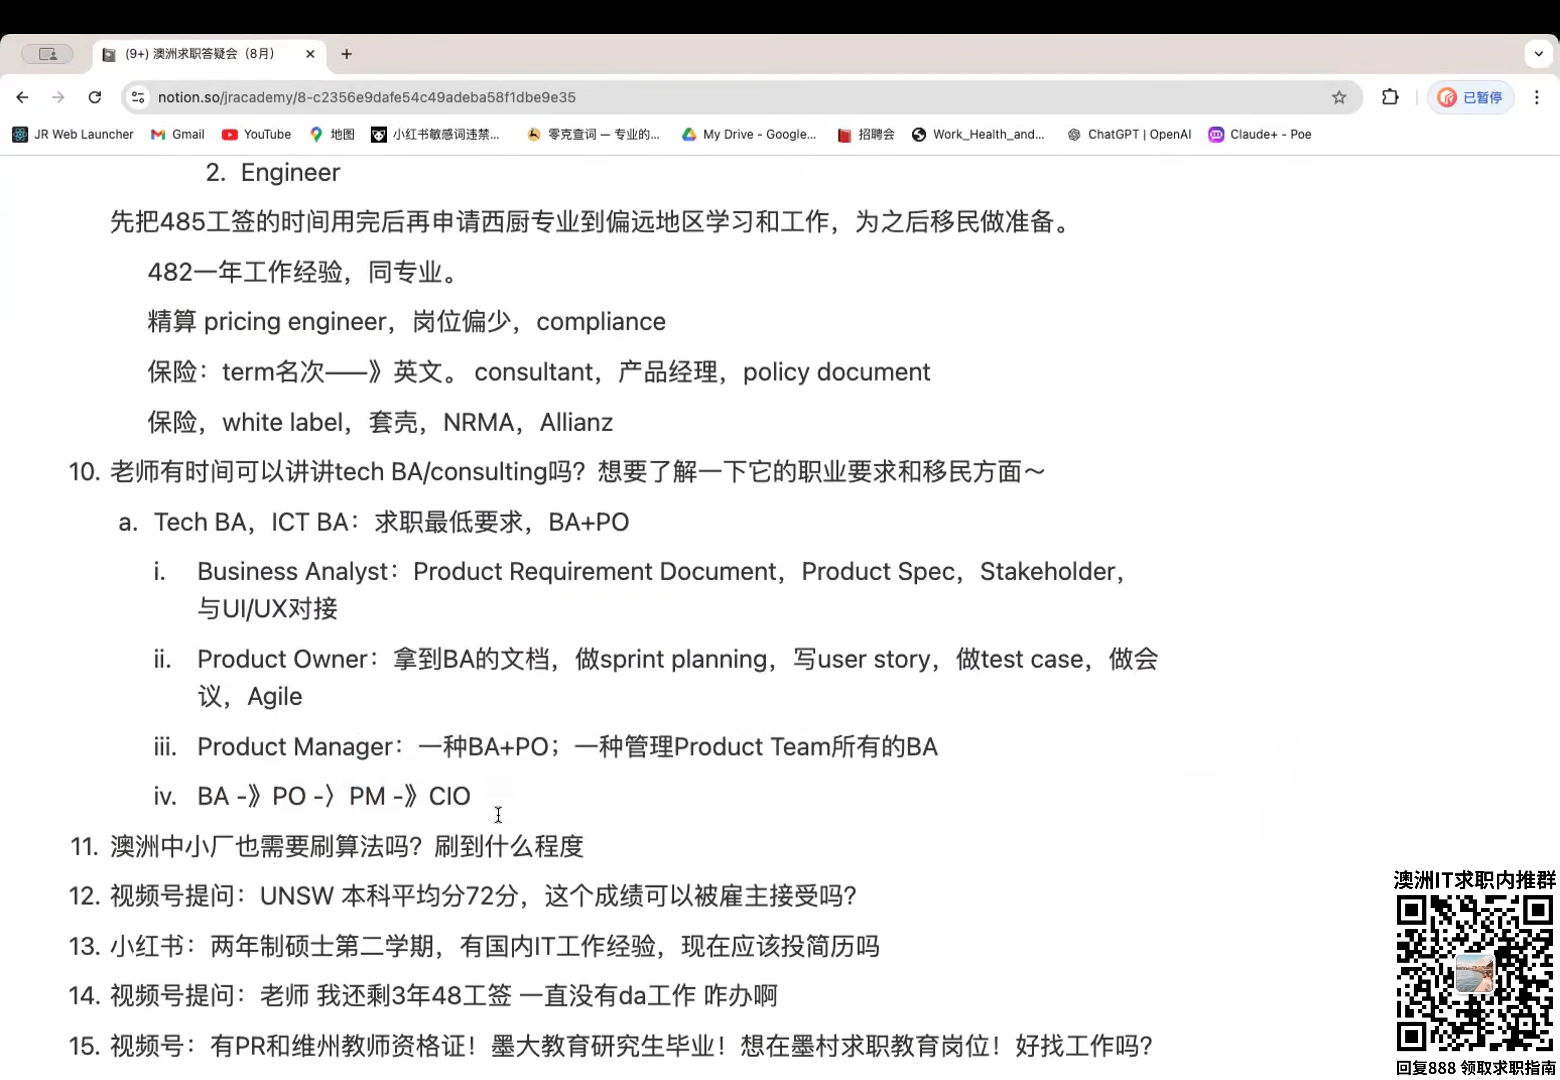 (9+) 澳洲求职答疑会（8月）
notion.so/jracademy/8-c2356e9dafe54c49adeba58f1dbe9e35
已暂停
JR Web Launcher
Gmail
YouTube
地图
小红书敏感词违禁...
零克查词 — 专业的...
My Drive - Google...
招聘会
Work_Health_and...
ChatGPT | OpenAI
Claude+ - Poe
2. Engineer
先把485工签的时间用完后再申请西厨专业到偏远地区学习和工作，为之后移民做准备。
482一年工作经验，同专业。
精算 pricing engineer，岗位偏少，compliance
保险：term名次——》英文。 consultant，产品经理，policy document
保险，white label，套壳，NRMA，Allianz
10. 老师有时间可以讲讲tech BA/consulting吗？想要了解一下它的职业要求和移民方面～
a. Tech BA，ICT BA：求职最低要求，BA+PO
i. Business Analyst：Product Requirement Document，Product Spec，Stakeholder，
与UI/UX对接
ii. Product Owner：拿到BA的文档，做sprint planning，写user story，做test case，做会
议，Agile
iii. Product Manager：一种BA+PO；一种管理Product Team所有的BA
iv. BA -》PO -〉PM -》CIO
11. 澳洲中小厂也需要刷算法吗？刷到什么程度
12. 视频号提问：UNSW 本科平均分72分，这个成绩可以被雇主接受吗？
13. 小红书：两年制硕士第二学期，有国内IT工作经验，现在应该投简历吗
14. 视频号提问：老师 我还剩3年48工签 一直没有da工作 咋办啊
15. 视频号：有PR和维州教师资格证！墨大教育研究生毕业！想在墨村求职教育岗位！好找工作吗？
澳洲IT求职内推群
回复888 领取求职指南